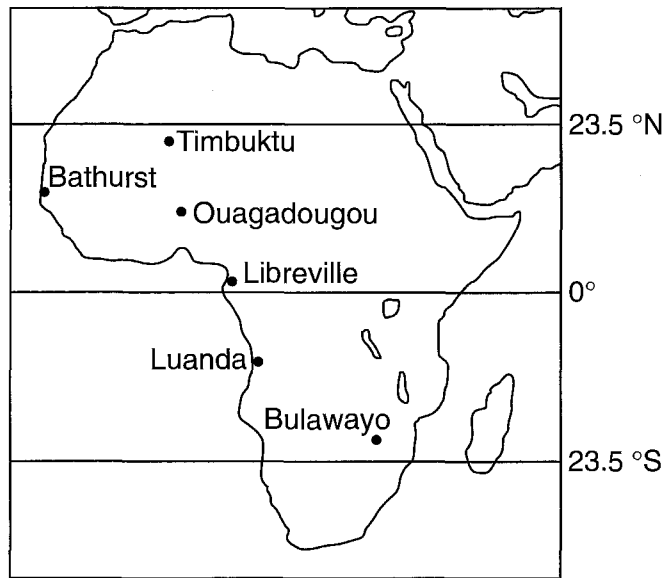 23.5 °N
Timbuktu
Bathurst
Ouagadougou
Libreville
0°
Luanda
Bulawayo
23.5 °S